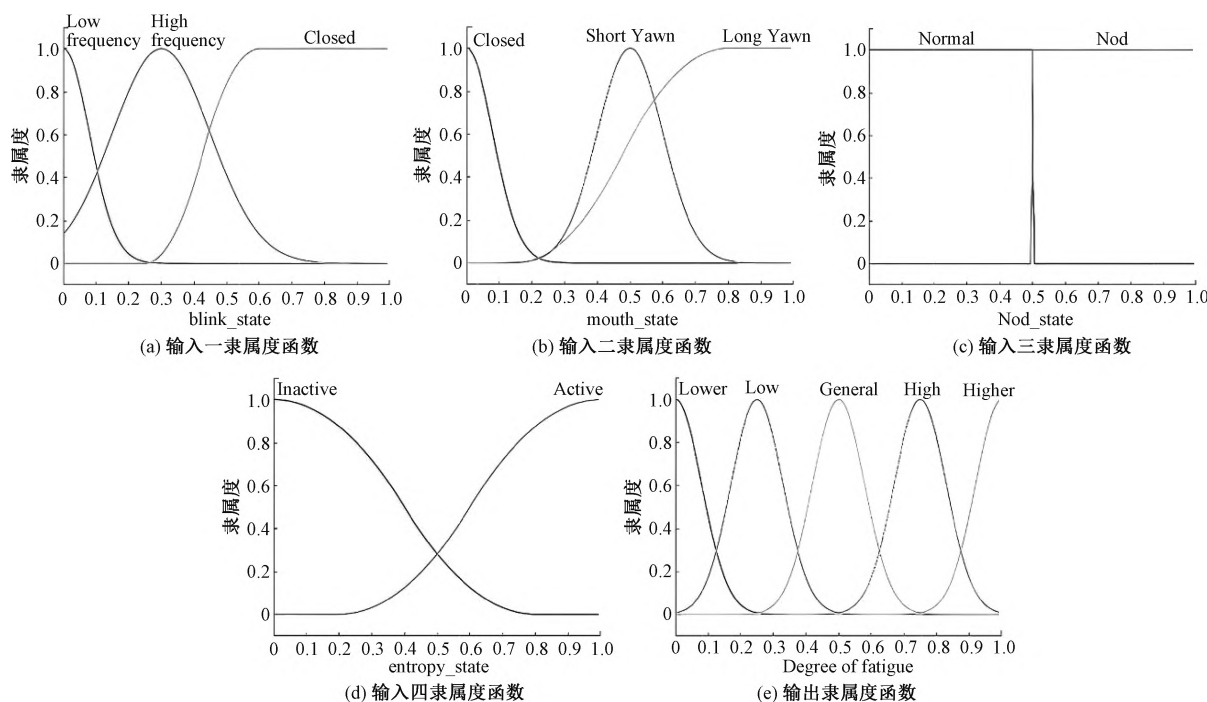 Low
frequency
High
frequency
Closed
1.0
0.8
0.6
0.4
0.2
0
隶属度
0 0.1 0.2 0.3 0.4 0.5 0.6 0.7 0.8 0.9 1.0
blink_state
(a) 输入一隶属度函数
Closed
Short Yawn
Long Yawn
1.0
0.8
0.6
0.4
0.2
0
隶属度
0 0.1 0.2 0.3 0.4 0.5 0.6 0.7 0.8 0.9 1.0
mouth_state
(b) 输入二隶属度函数
Normal
Nod
1.0
0.8
0.6
0.4
0.2
0
隶属度
0 0.1 0.2 0.3 0.4 0.5 0.6 0.7 0.8 0.9 1.0
Nod_state
(c) 输入三隶属度函数
Inactive
Active
1.0
0.8
0.6
0.4
0.2
0
隶属度
0 0.1 0.2 0.3 0.4 0.5 0.6 0.7 0.8 0.9 1.0
entropy_state
(d) 输入四隶属度函数
Lower
Low
General
High
Higher
1.0
0.8
0.6
0.4
0.2
0
隶属度
0 0.1 0.2 0.3 0.4 0.5 0.6 0.7 0.8 0.9 1.0
Degree of fatigue
(e) 输出隶属度函数